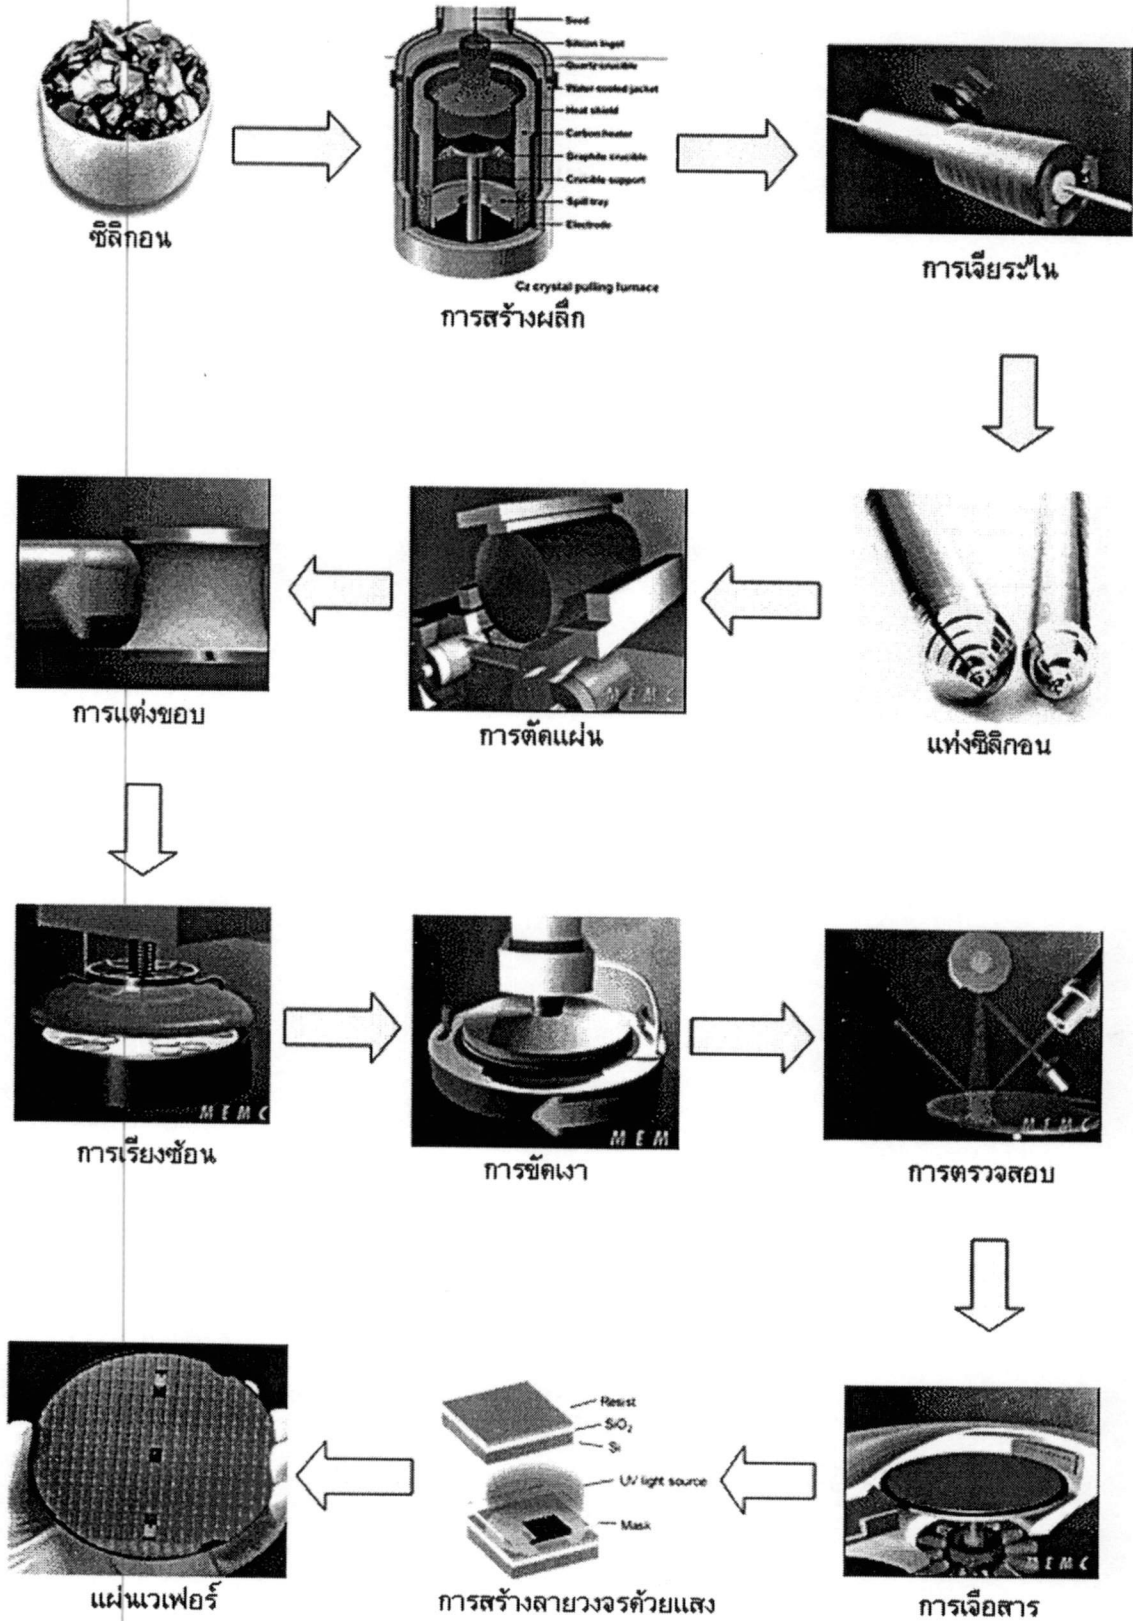 Seed
Silicon Ingot
Quartz crucible
Water cooled jacket
Heat shield
Carbon heater
Graphite crucible
Crucible support
Spill tray
Electrode
Cz crystal pulling furnace
ซิลิกอน
การสร้างผลึก
การเจียระไน
MEMC
การแต่งขอบ
การตัดแผ่น
แท่งซิลิกอน
MEMC
MEM
MEMC
การเรียงซ้อน
การขัดเงา
การตรวจสอบ
Resist
SiO₂
Si
UV light source
Mask
MEMC
แผ่นเวเฟอร์
การสร้างลายวงจรด้วยแสง
การเจือสาร